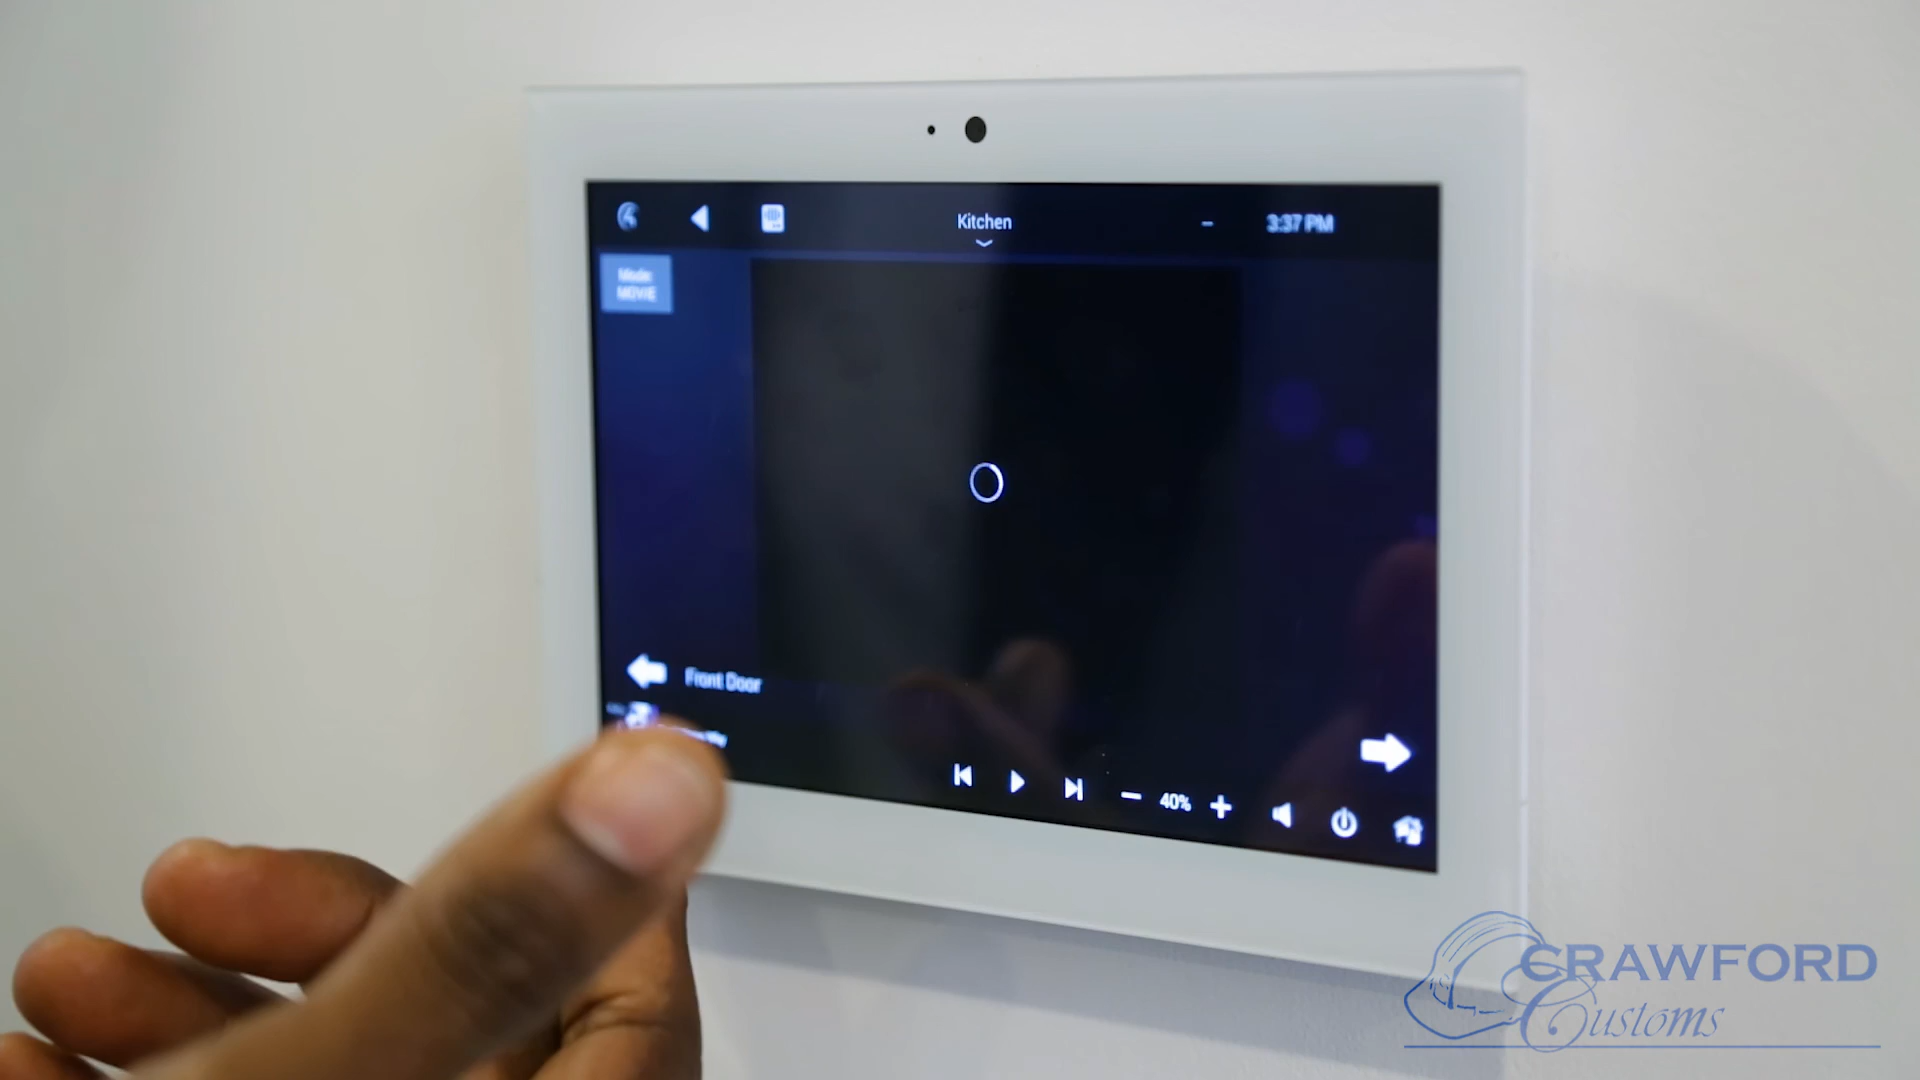 Kitchen
3:37 PM
Mode:
MOVIE
Front Door
40%
CRAWFORD
Customs